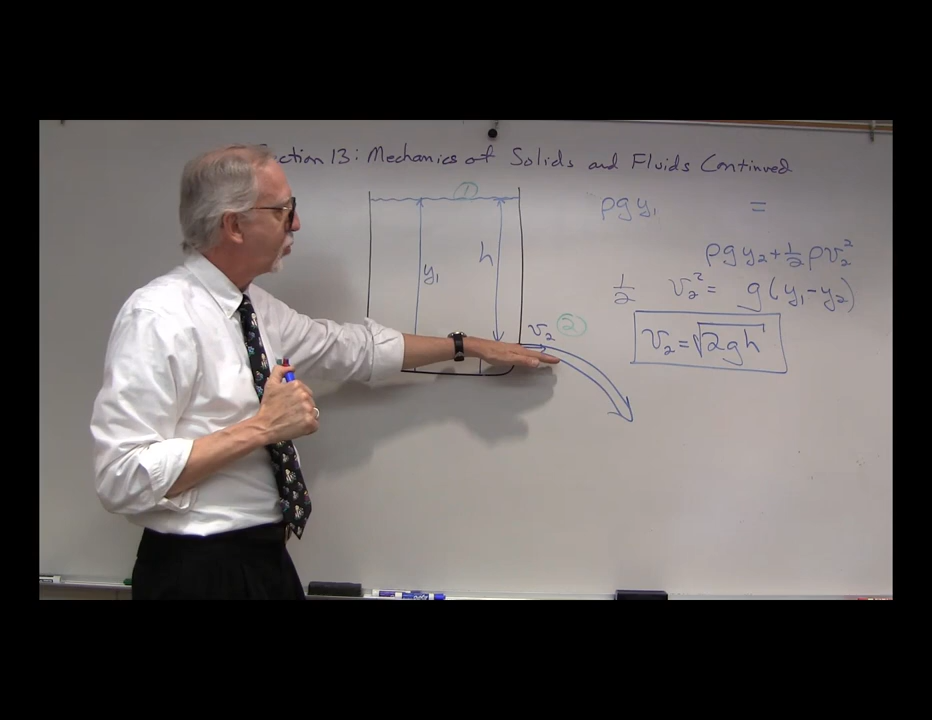 ction 13: Mechanics of Solids and Fluids Continued
①
ρgy₁ =
y₁
h
ρgy₂+½ρv₂²
½ v₂²= g(y₁-y₂)
v₂ ②
v₂=√2gh